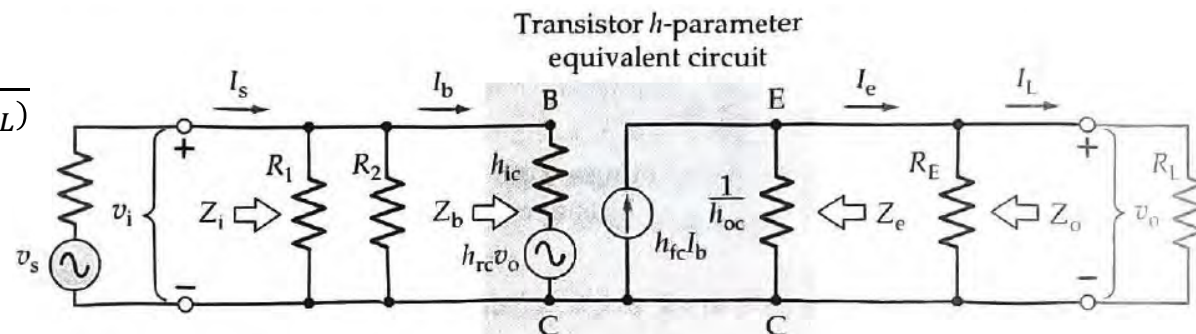 Transistor h-parameter
equivalent circuit
L)
I_s
I_b
B
E
I_e
I_L
+
R_1
R_2
h_ic
1/h_oc
R_E
+
R_L
v_i
Z_i
Z_b
Z_e
Z_o
v_o
v_s
h_rc v_o
h_fc I_b
−
−
C
C